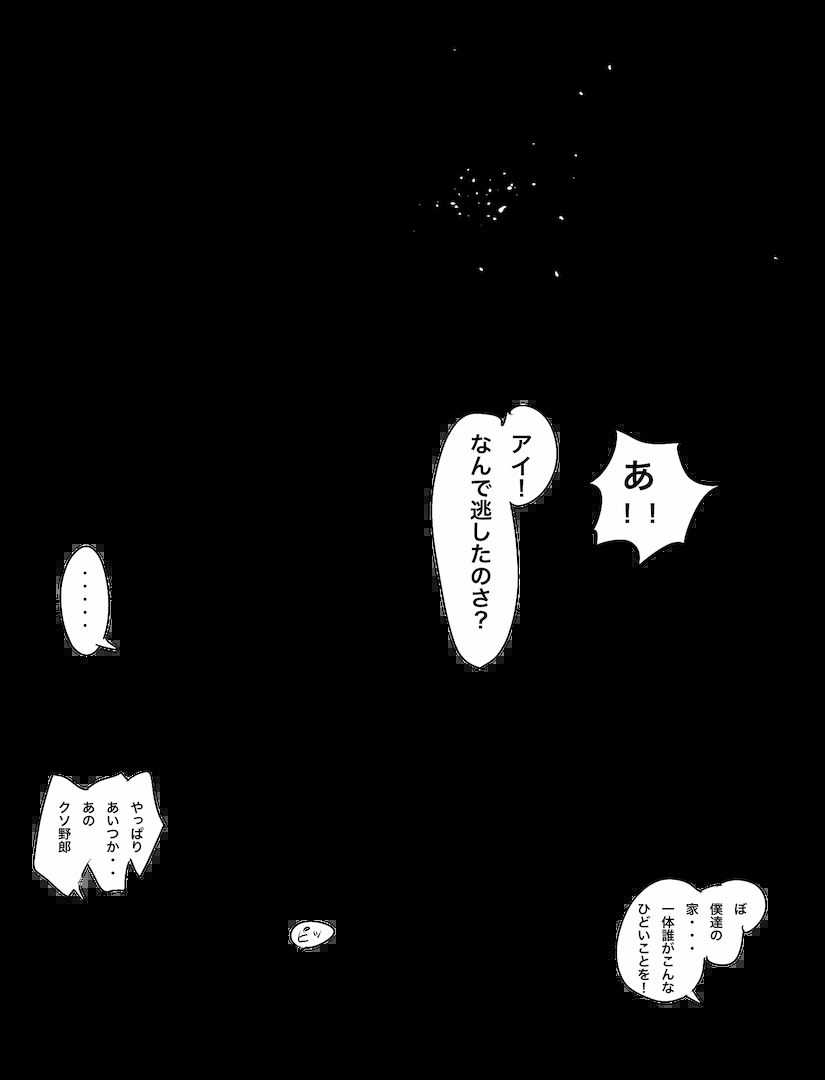 あ
！！
アイ！
なんで逃したのさ？
・・・・・
ぼ
僕達の
家・・・
一体誰がこんな
ひどいことを！
ピッ
やっぱり
あいつか・・
あの
クソ野郎